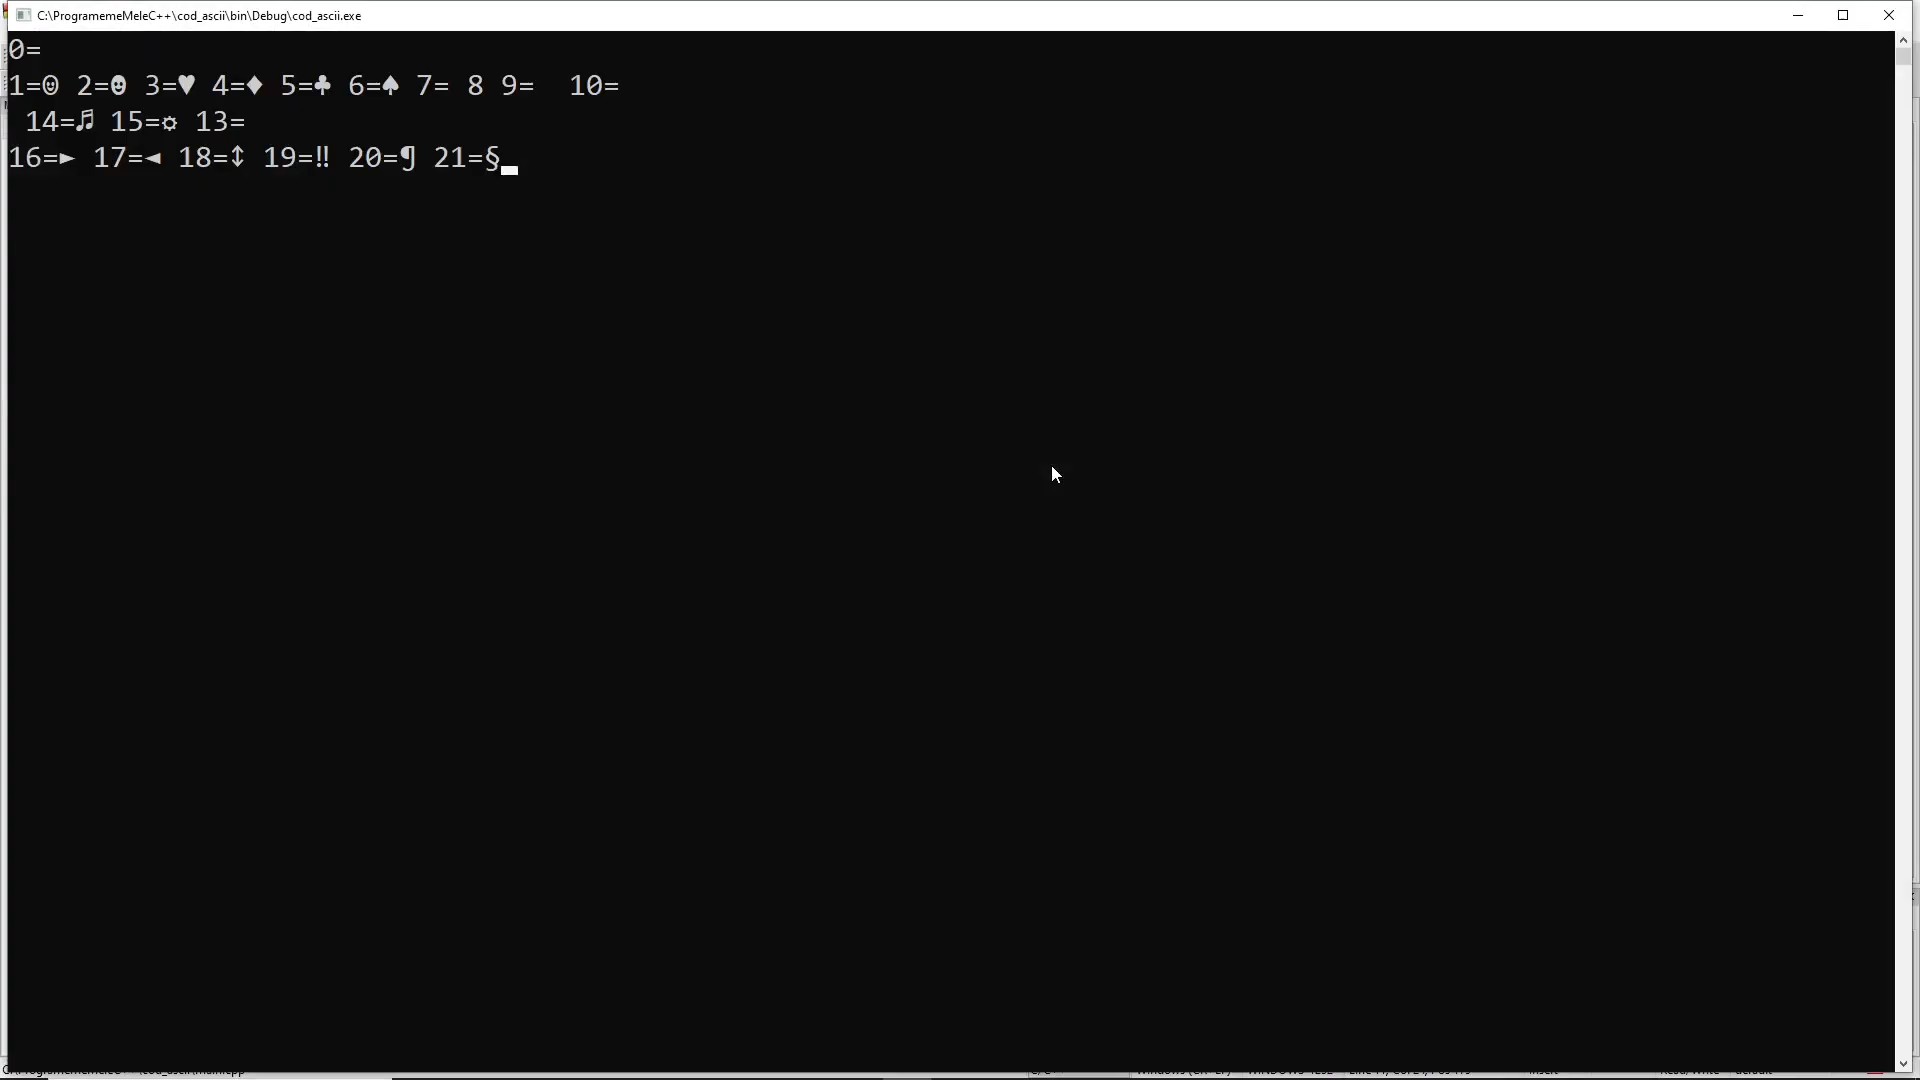 C:\ProgramemeMeleC++\cod_ascii\bin\Debug\cod_ascii.exe
0=
1=☺ 2=☻ 3=♥ 4=♦ 5=♣ 6=♠ 7= 8 9=  10=
 14=♫ 15=☼ 13=
16=► 17=◄ 18=↕ 19=‼ 20=¶ 21=§